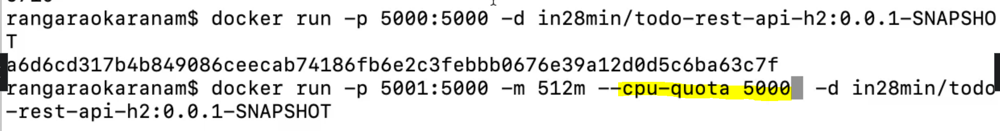 rangaraokaranam$ docker run -p 5000:5000 -d in28min/todo-rest-api-h2:0.0.1-SNAPSHO
T
a6d6cd317b4b849086ceecab74186fb6e2c3febbb0676e39a12d0d5c6ba63c7f
rangaraokaranam$ docker run -p 5001:5000 -m 512m --cpu-quota 5000 -d in28min/todo
-rest-api-h2:0.0.1-SNAPSHOT